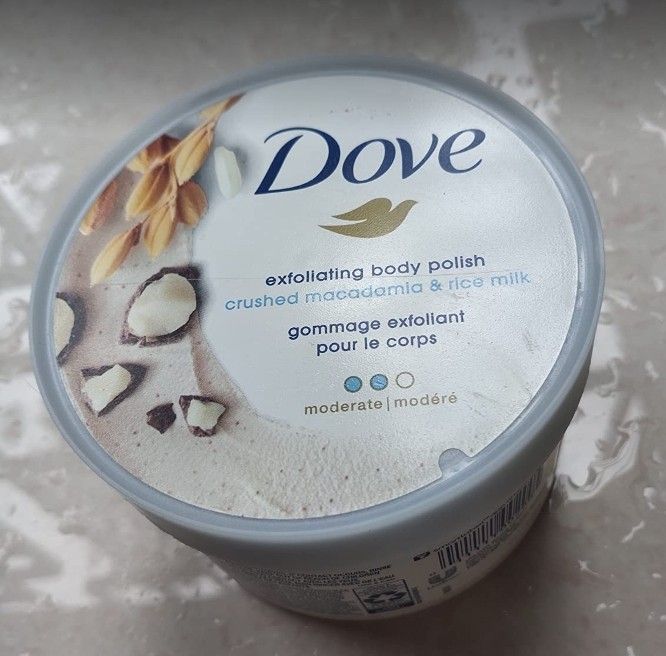 Dove
exfoliating body polish
crushed macadamia & rice milk
gommage exfoliant
pour le corps
moderate | modéré